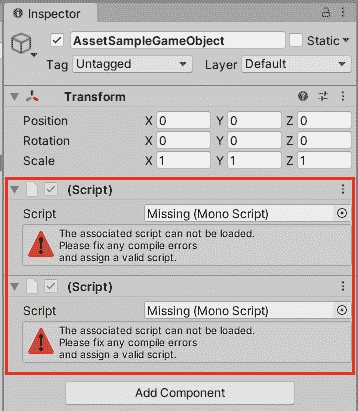 Inspector
AssetSampleGameObject Static
Tag Untagged Layer Default
Transform
Position X 0 Y 0 Z 0
Rotation X 0 Y 0 Z 0
Scale X 1 Y 1 Z 1
(Script)
Script Missing (Mono Script)
The associated script can not be loaded.
Please fix any compile errors
and assign a valid script.
(Script)
Script Missing (Mono Script)
The associated script can not be loaded.
Please fix any compile errors
and assign a valid script.
Add Component